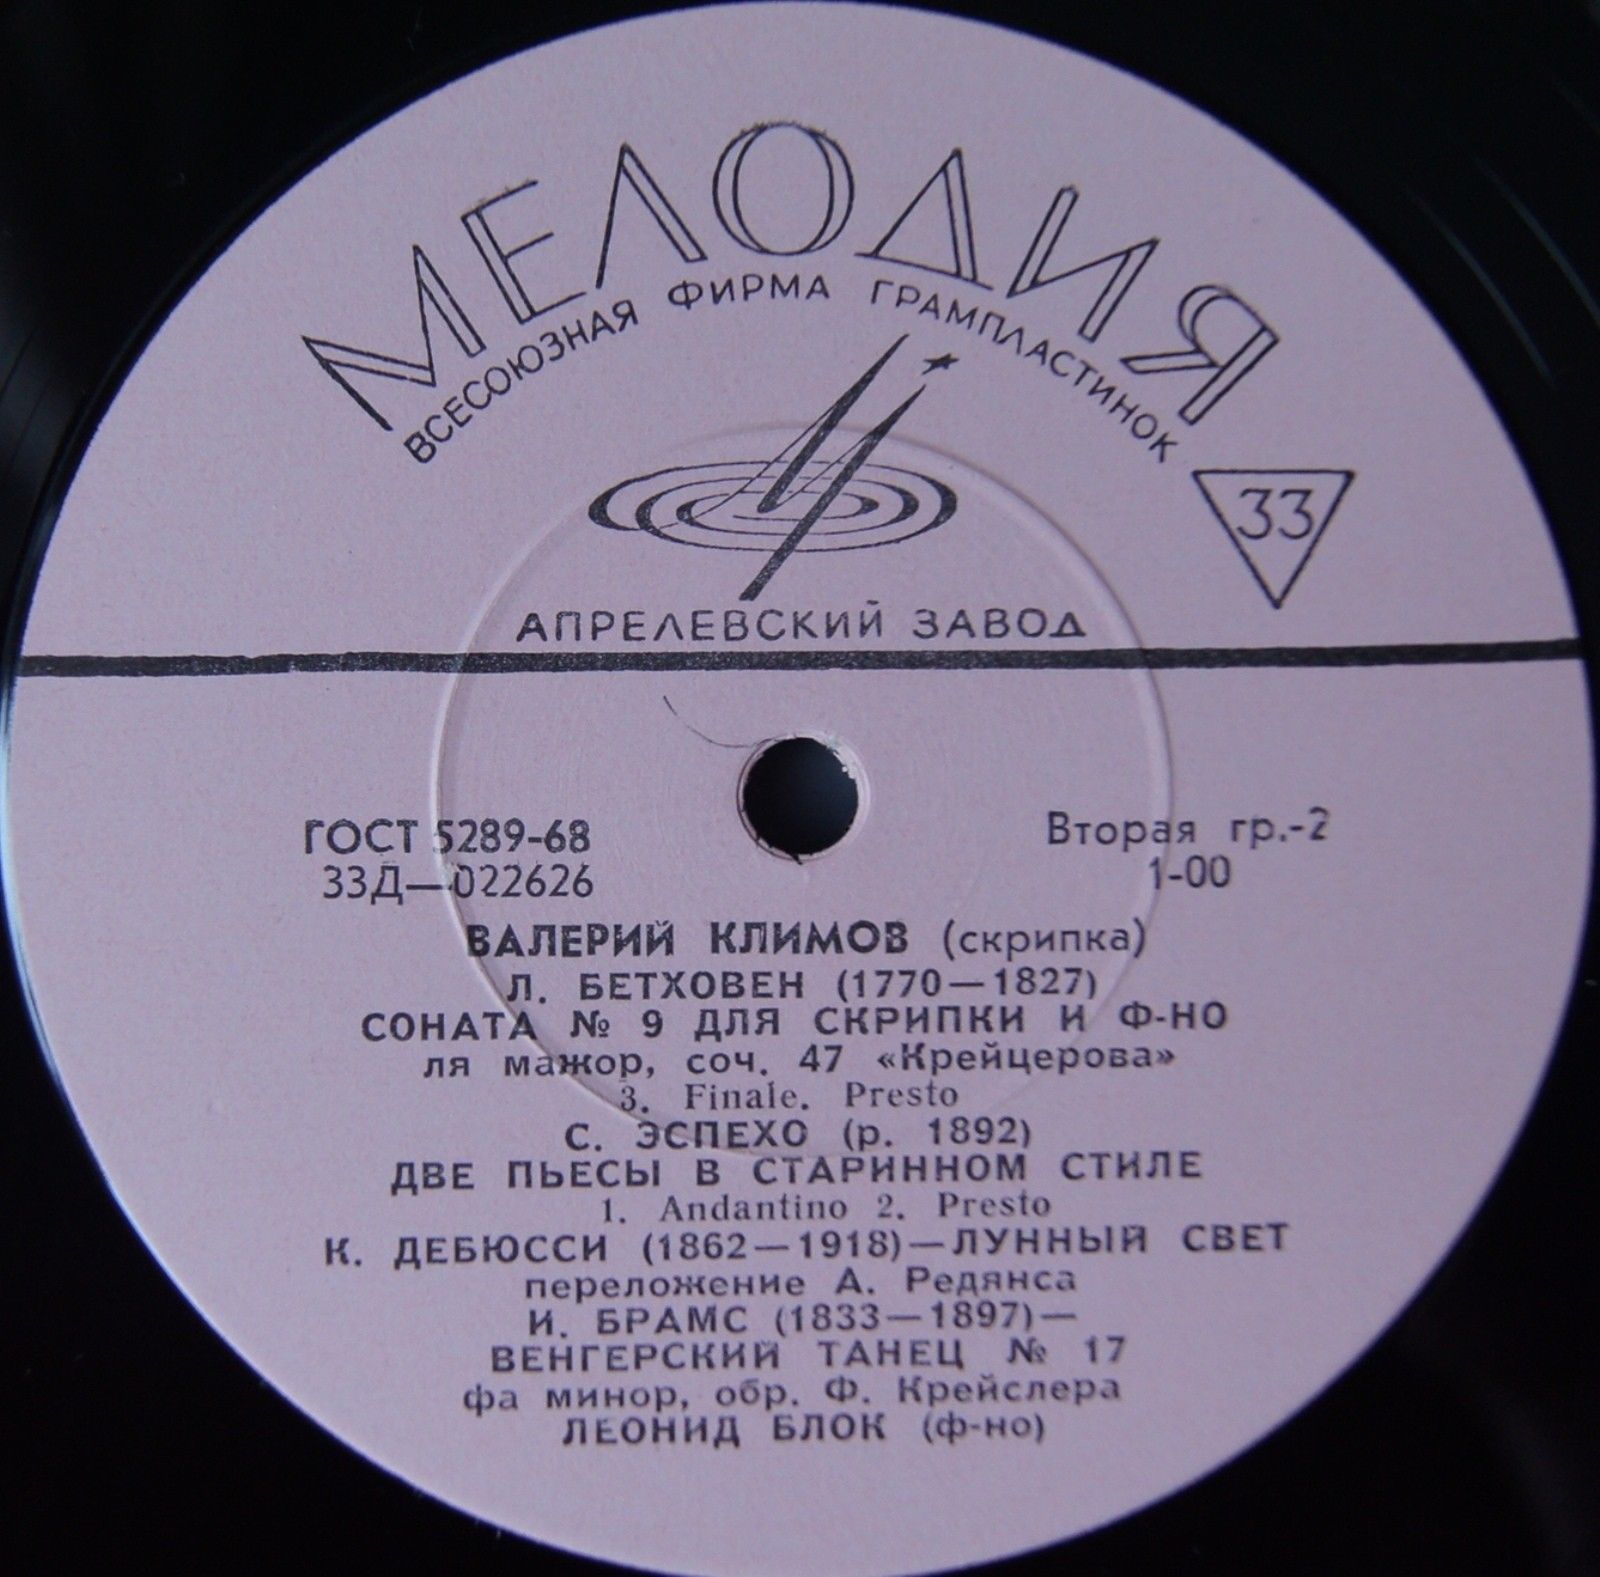 МЕЛОДИЯ
ВСЕСОЮЗНАЯ ФИРМА ГРАМПЛАСТИНОК
33
АПРЕЛЕВСКИЙ ЗАВОД
ГОСТ 5289-68
33Д—022626
Вторая гр.-2
1-00
ВАЛЕРИЙ КЛИМОВ (скрипка)
Л. БЕТХОВЕН (1770—1827)
СОНАТА № 9 ДЛЯ СКРИПКИ И Ф-НО
ля мажор, соч. 47 «Крейцерова»
3. Finale. Presto
С. ЭСПЕХО (р. 1892)
ДВЕ ПЬЕСЫ В СТАРИННОМ СТИЛЕ
1. Andantino 2. Presto
К. ДЕБЮССИ (1862—1918)—ЛУННЫЙ СВЕТ
переложение А. Редянса
И. БРАМС (1833—1897)—
ВЕНГЕРСКИЙ ТАНЕЦ № 17
фа минор, обр. Ф. Крейслера
ЛЕОНИД БЛОК (ф-но)